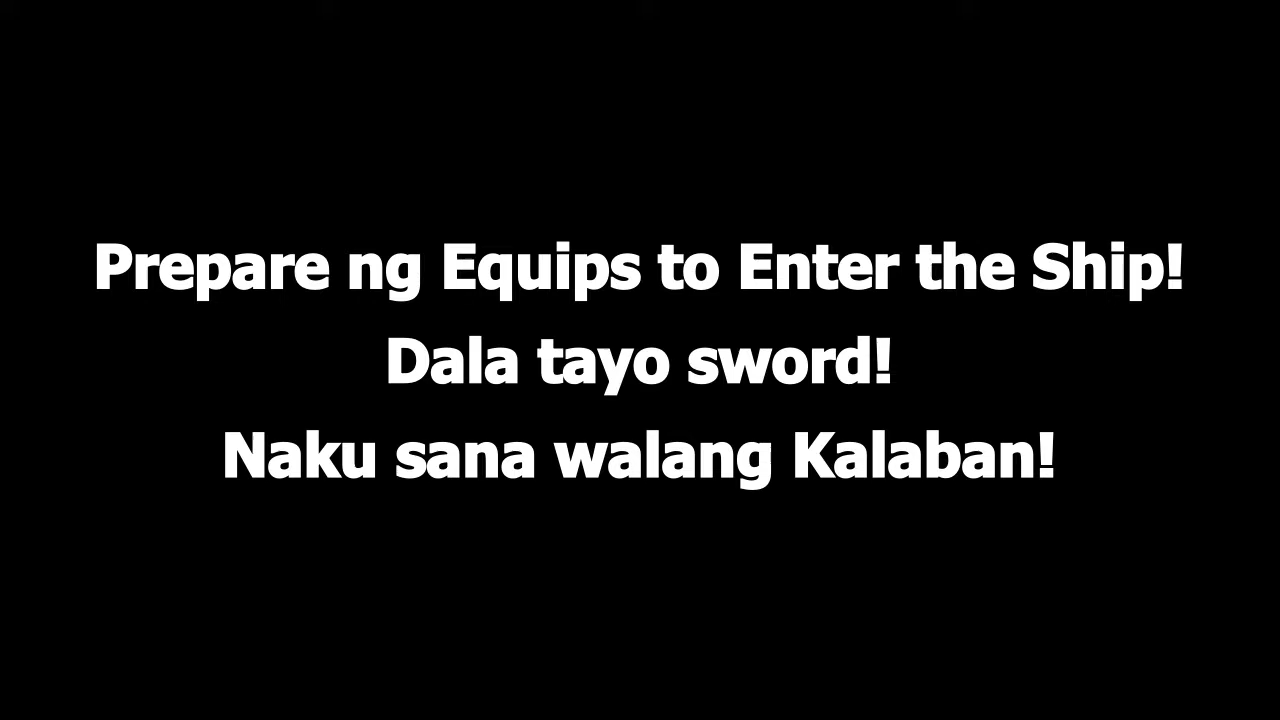 Prepare ng Equips to Enter the Ship!
Dala tayo sword!
Naku sana walang Kalaban!